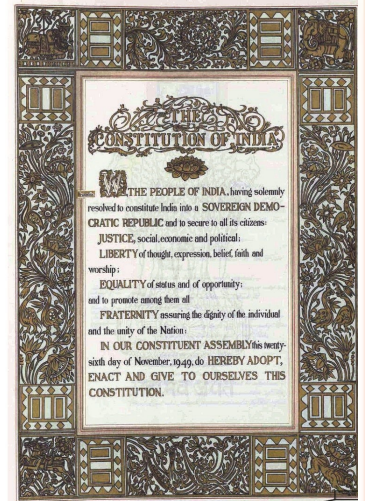 THE
CONSTITUTION OF INDIA
WE, THE PEOPLE OF INDIA, having solemnly
resolved to constitute India into a SOVEREIGN DEMO-
CRATIC REPUBLIC and to secure to all its citizens:
JUSTICE, social, economic and political;
LIBERTY of thought, expression, belief, faith and
worship;
EQUALITY of status and of opportunity;
and to promote among them all
FRATERNITY assuring the dignity of the individual
and the unity of the Nation;
IN OUR CONSTITUENT ASSEMBLY this twenty-
sixth day of November, 1949, do HEREBY ADOPT,
ENACT AND GIVE TO OURSELVES THIS
CONSTITUTION.